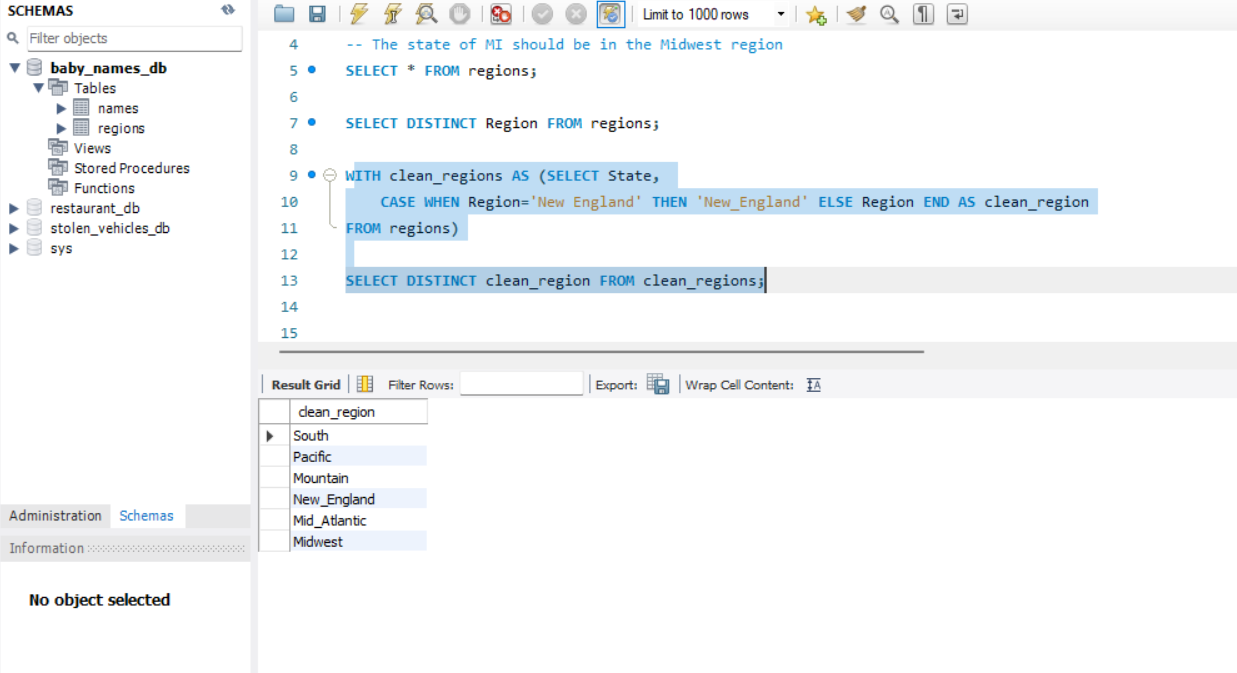 SCHEMAS
Filter objects
baby_names_db
Tables
names
regions
Views
Stored Procedures
Functions
restaurant_db
stolen_vehicles_db
sys
Administration Schemas
Information
No object selected
Limit to 1000 rows
4 -- The state of MI should be in the Midwest region
5 SELECT * FROM regions;
6
7 SELECT DISTINCT Region FROM regions;
8
9 WITH clean_regions AS (SELECT State,
10 CASE WHEN Region='New England' THEN 'New_England' ELSE Region END AS clean_region
11 FROM regions)
12
13 SELECT DISTINCT clean_region FROM clean_regions;
14
15
Result Grid Filter Rows: Export: Wrap Cell Content:
clean_region
South
Pacific
Mountain
New_England
Mid_Atlantic
Midwest